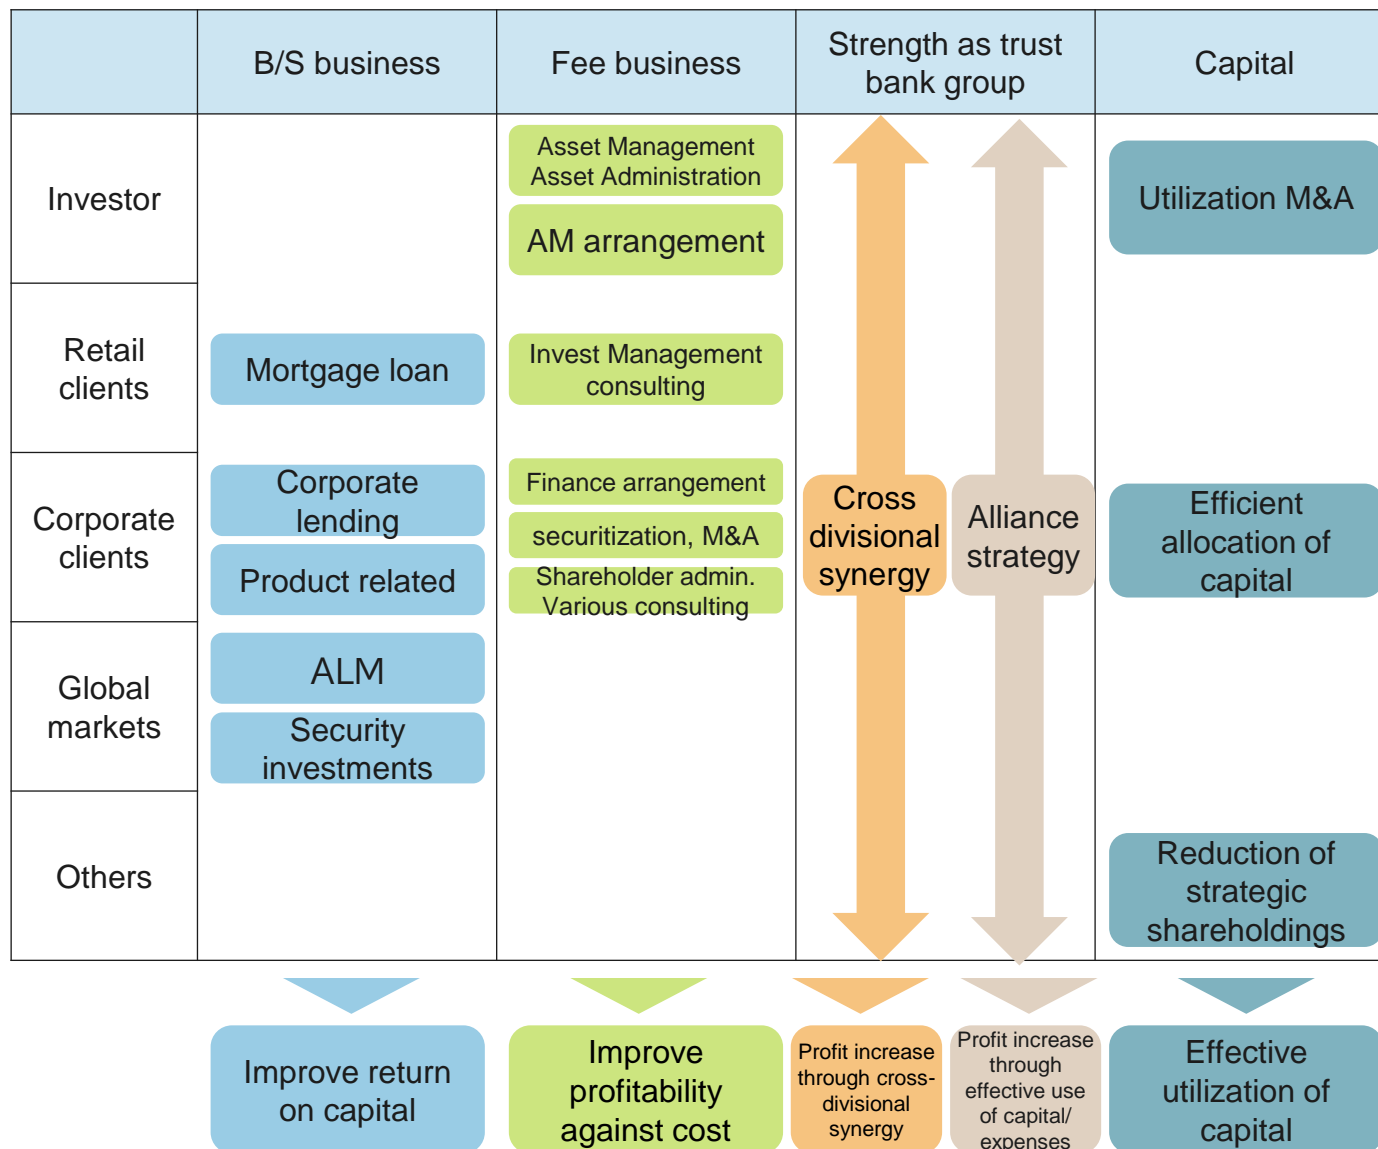 B/S business
Fee business
Strength as trust
bank group
Capital
Investor
Asset Management
Asset Administration
AM arrangement
Utilization M&A
Retail
clients
Mortgage loan
Invest Management
consulting
Corporate
clients
Corporate
lending
Product related
Finance arrangement
securitization, M&A
Shareholder admin.
Various consulting
Cross
divisional
synergy
Alliance
strategy
Efficient
allocation of
capital
Global
markets
ALM
Security
investments
Others
Reduction of
strategic
shareholdings
Improve return
on capital
Improve
profitability
against cost
Profit increase
through cross-
divisional
synergy
Profit increase
through
effective use
of capital/
expenses
Effective
utilization of
capital